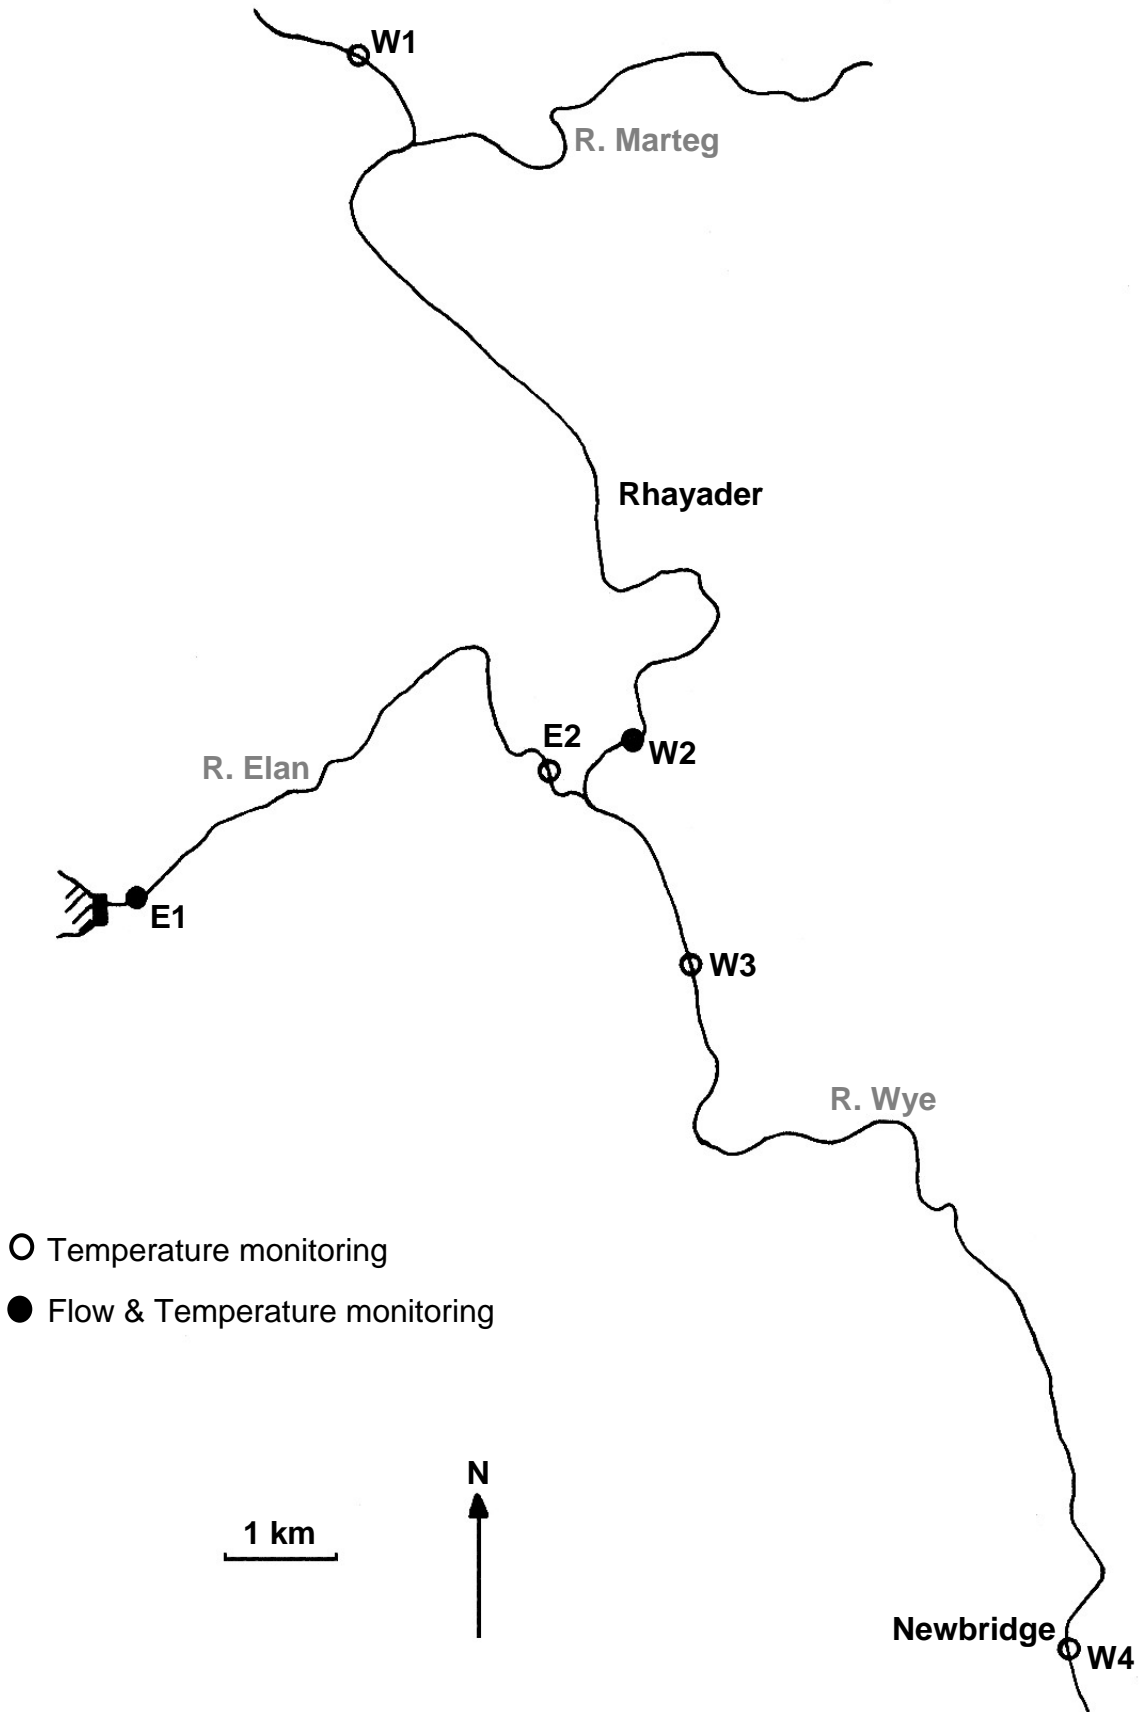 W1
R. Marteg
Rhayader
E2
W2
R. Elan
E1
W3
R. Wye
Temperature monitoring
Flow & Temperature monitoring
N
1 km
Newbridge
W4